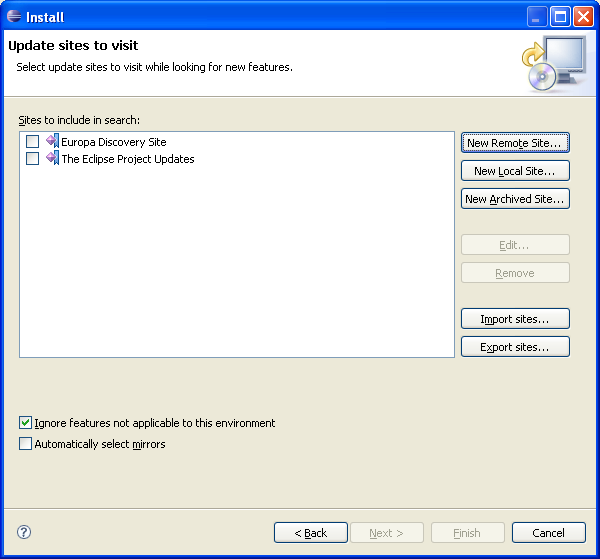 Install
Update sites to visit
Select update sites to visit while looking for new features.
Sites to include in search:
Europa Discovery Site
The Eclipse Project Updates
New Remote Site...
New Local Site...
New Archived Site...
Edit...
Remove
Import sites...
Export sites...
Ignore features not applicable to this environment
Automatically select mirrors
?
< Back
Next >
Finish
Cancel